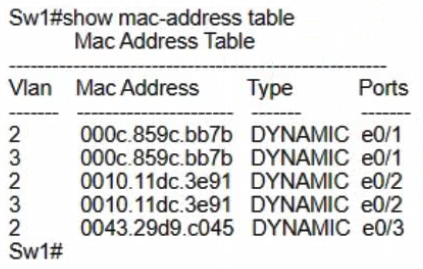 Sw1#show mac-address table
Mac Address Table
-------------------------------------------------------
Vlan Mac Address Type Ports
------- ---------------------- ------- -------
2 000c.859c.bb7b DYNAMIC e0/1
3 000c.859c.bb7b DYNAMIC e0/1
2 0010.11dc.3e91 DYNAMIC e0/2
3 0010.11dc.3e91 DYNAMIC e0/2
2 0043.29d9.c045 DYNAMIC e0/3
Sw1#